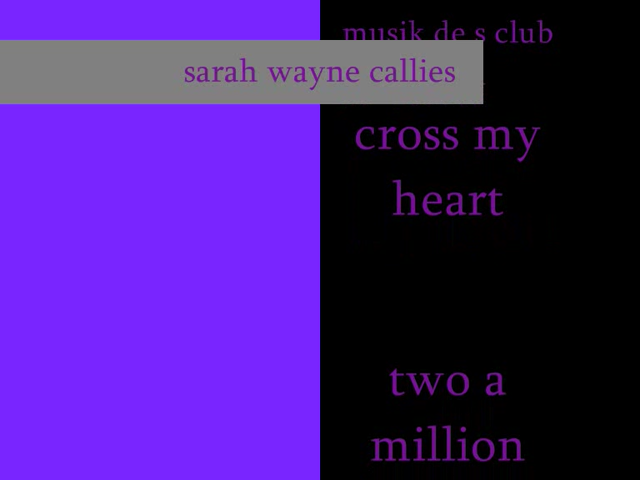 musik de s club
sarah wayne callies
cross my
heart
two a
million